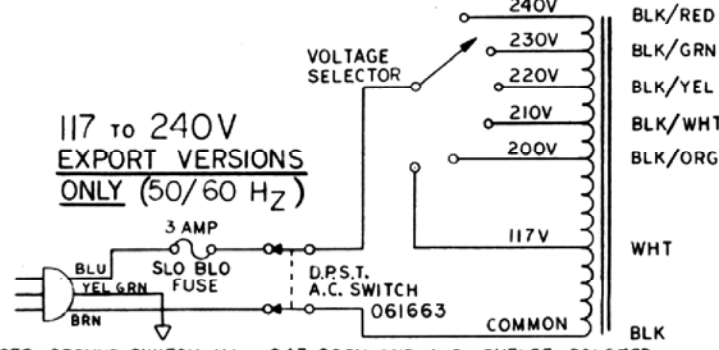 240V BLK/RED
230V BLK/GRN
VOLTAGE
SELECTOR
220V BLK/YEL
210V BLK/WHT
117 TO 240V
EXPORT VERSIONS
ONLY (50/60 HZ)
200V BLK/ORG
3 AMP
SLO BLO
FUSE
117V WHT
BLU
YEL GRN
BRN
D.P.S.T.
A.C. SWITCH
061663
COMMON BLK